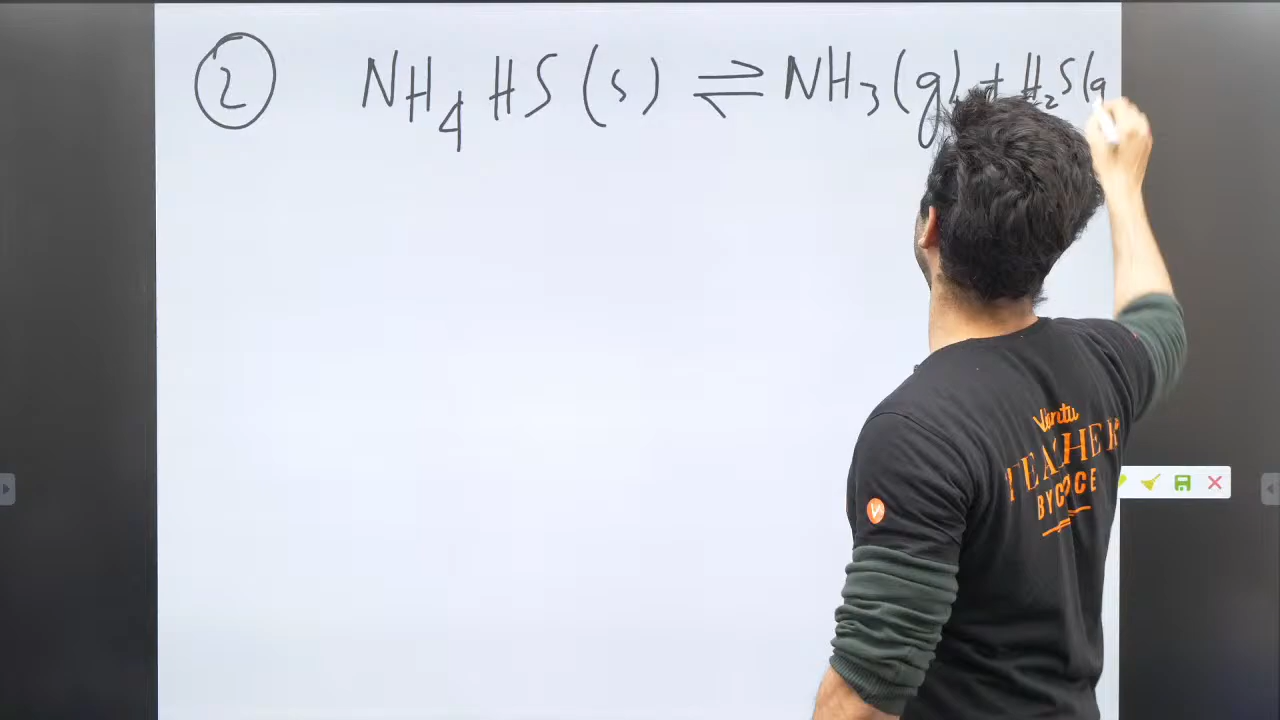 ② NH₄HS(s) ⇌ NH₃(g) + H₂S(g
Vedantu
TEACHER
BY CHOICE